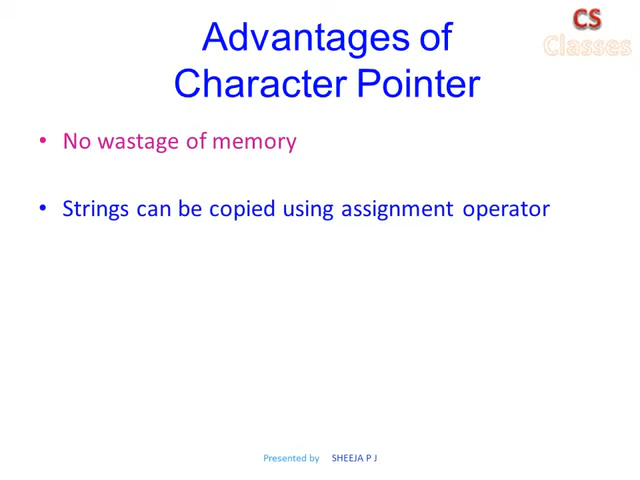 CS
Classes
Advantages of
Character Pointer
• No wastage of memory
• Strings can be copied using assignment operator
Presented by SHEEJA P J